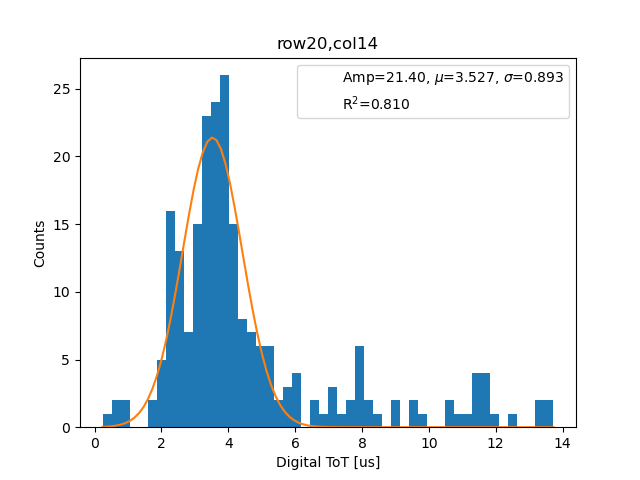 row20,col14
Amp=21.40, μ=3.527, σ=0.893
R²=0.810
25
20
15
10
5
0
Counts
0 2 4 6 8 10 12 14
Digital ToT [us]